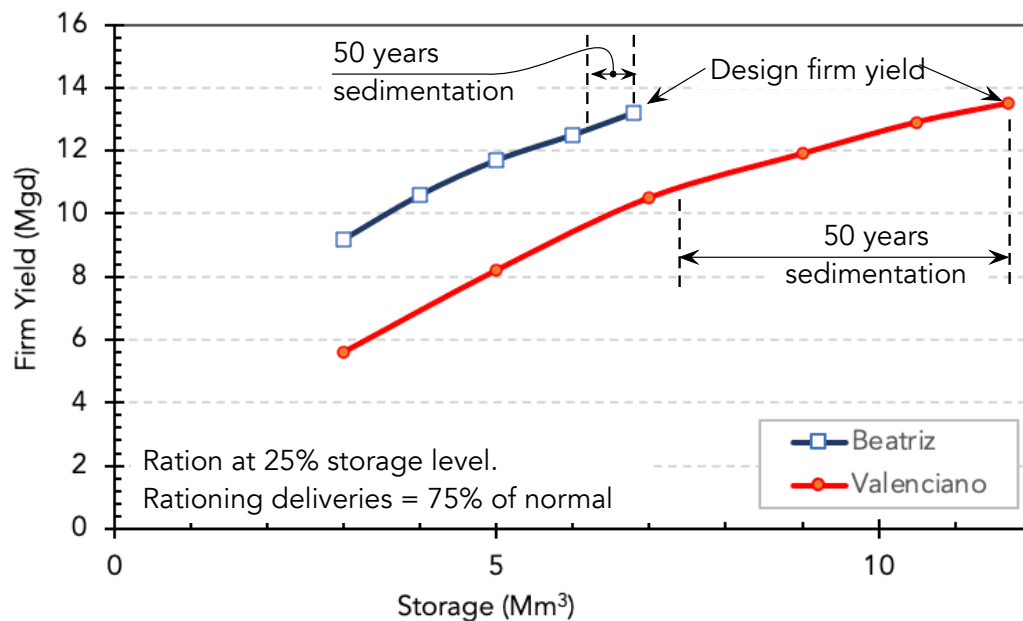 16
14
12
10
8
6
4
2
0
0
5
10
Firm Yield (Mgd)
Storage (Mm³)
50 years
sedimentation
Design firm yield
50 years
sedimentation
Ration at 25% storage level.
Rationing deliveries = 75% of normal
Beatriz
Valenciano